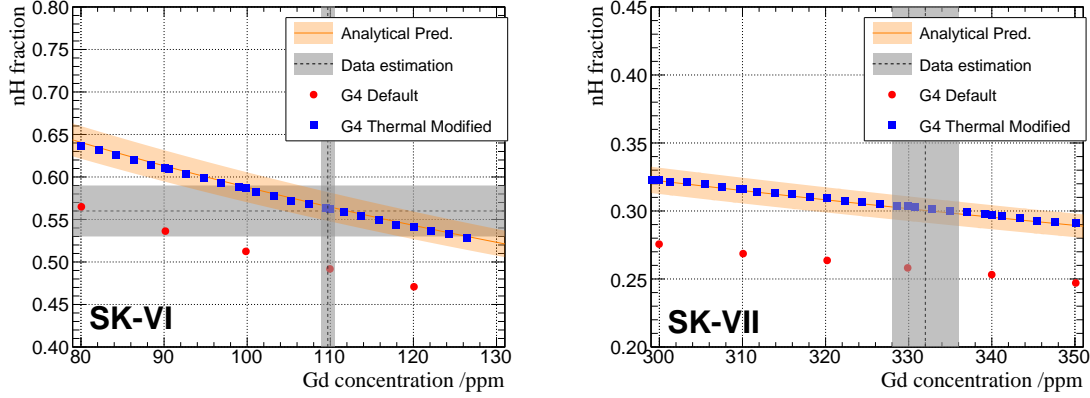 nH fraction
0.80
0.75
0.70
0.65
0.60
0.55
0.50
0.45
0.40
Analytical Pred.
Data estimation
G4 Default
G4 Thermal Modified
SK-VI
80 90 100 110 120 130
Gd concentration /ppm
nH fraction
0.45
0.40
0.35
0.30
0.25
0.20
Analytical Pred.
Data estimation
G4 Default
G4 Thermal Modified
SK-VII
300 310 320 330 340 350
Gd concentration /ppm